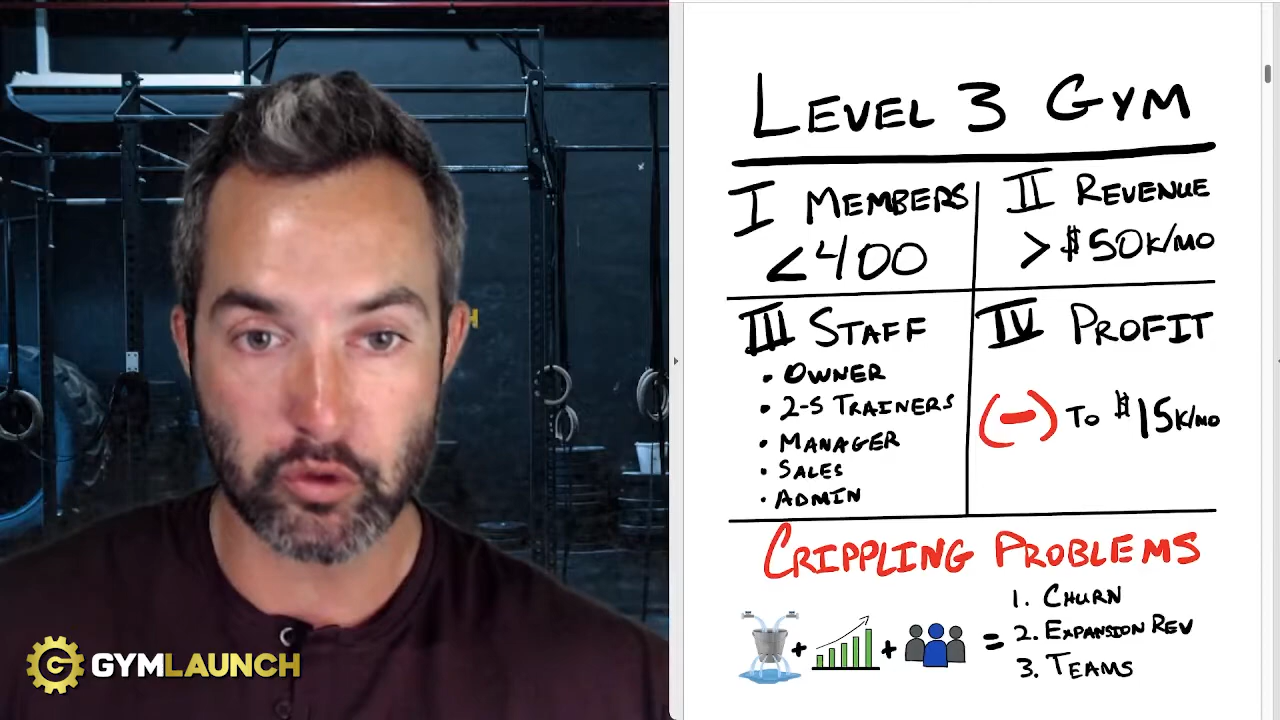 LEVEL 3 GYM
I MEMBERS
<400
II REVENUE
> $50K/MO
III STAFF
• OWNER
• 2-5 TRAINERS
• MANAGER
• SALES
• ADMIN
IV PROFIT
(-) TO $15K/MO
CRIPPLING PROBLEMS
+ + =
1. CHURN
2. EXPANSION REV
3. TEAMS
G GYMLAUNCH